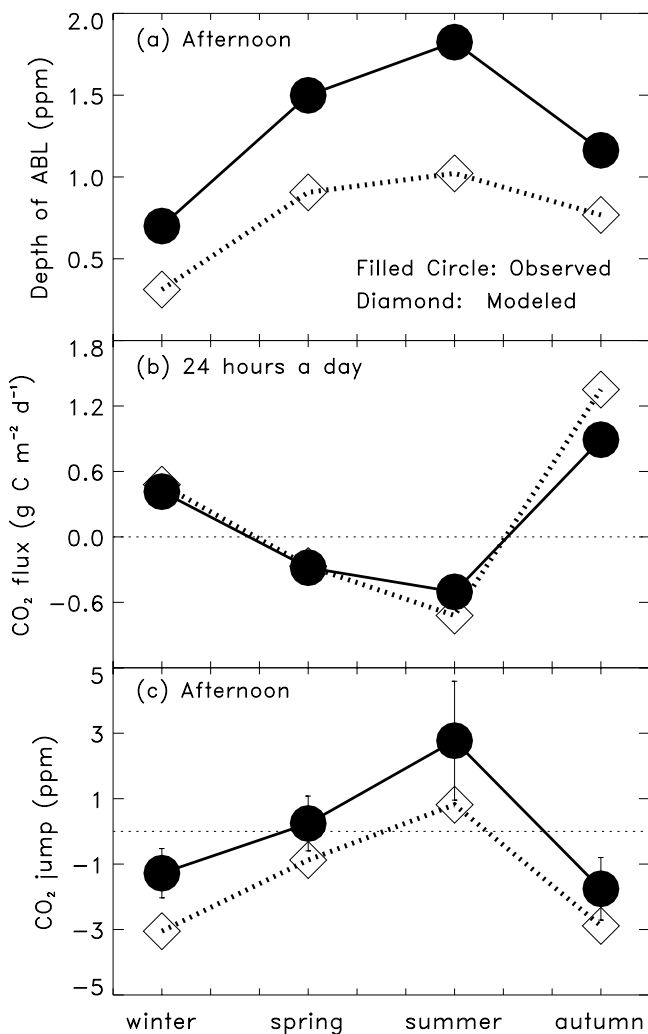 2.0
(a) Afternoon
1.5
1.0
0.5
Depth of ABL (ppm)
Filled Circle: Observed
Diamond: Modeled
1.8
(b) 24 hours a day
1.2
0.6
0.0
−0.6
CO₂ flux (g C m⁻² d⁻¹)
5
(c) Afternoon
3
1
−1
−3
−5
CO₂ jump (ppm)
winter spring summer autumn